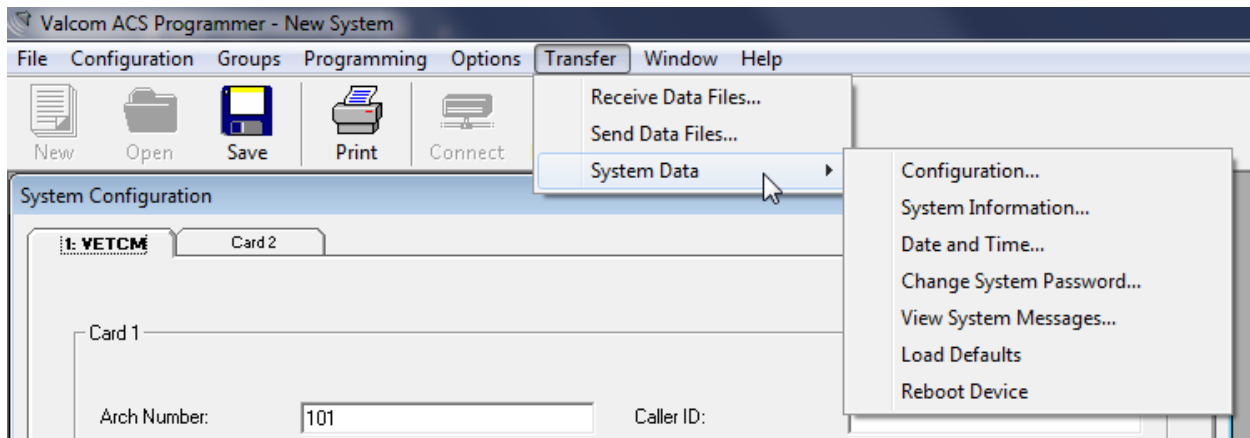 Valcom ACS Programmer - New System
File Configuration Groups Programming Options Transfer Window Help
Receive Data Files...
Send Data Files...
System Data
New Open Save Print Connect
Configuration...
System Information...
Date and Time...
Change System Password...
View System Messages...
Load Defaults
Reboot Device
System Configuration
1: VETCM Card 2
Card 1
Arch Number: 101 Caller ID: